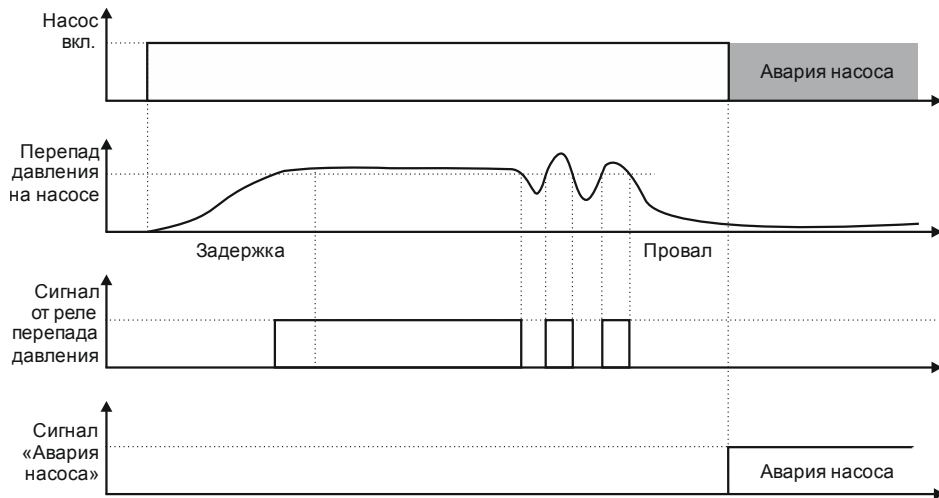 Насос
вкл.
Авария насоса
Перепад
давления
на насосе
Задержка
Провал
Сигнал
от реле
перепада
давления
Сигнал
«Авария
насоса»
Авария насоса